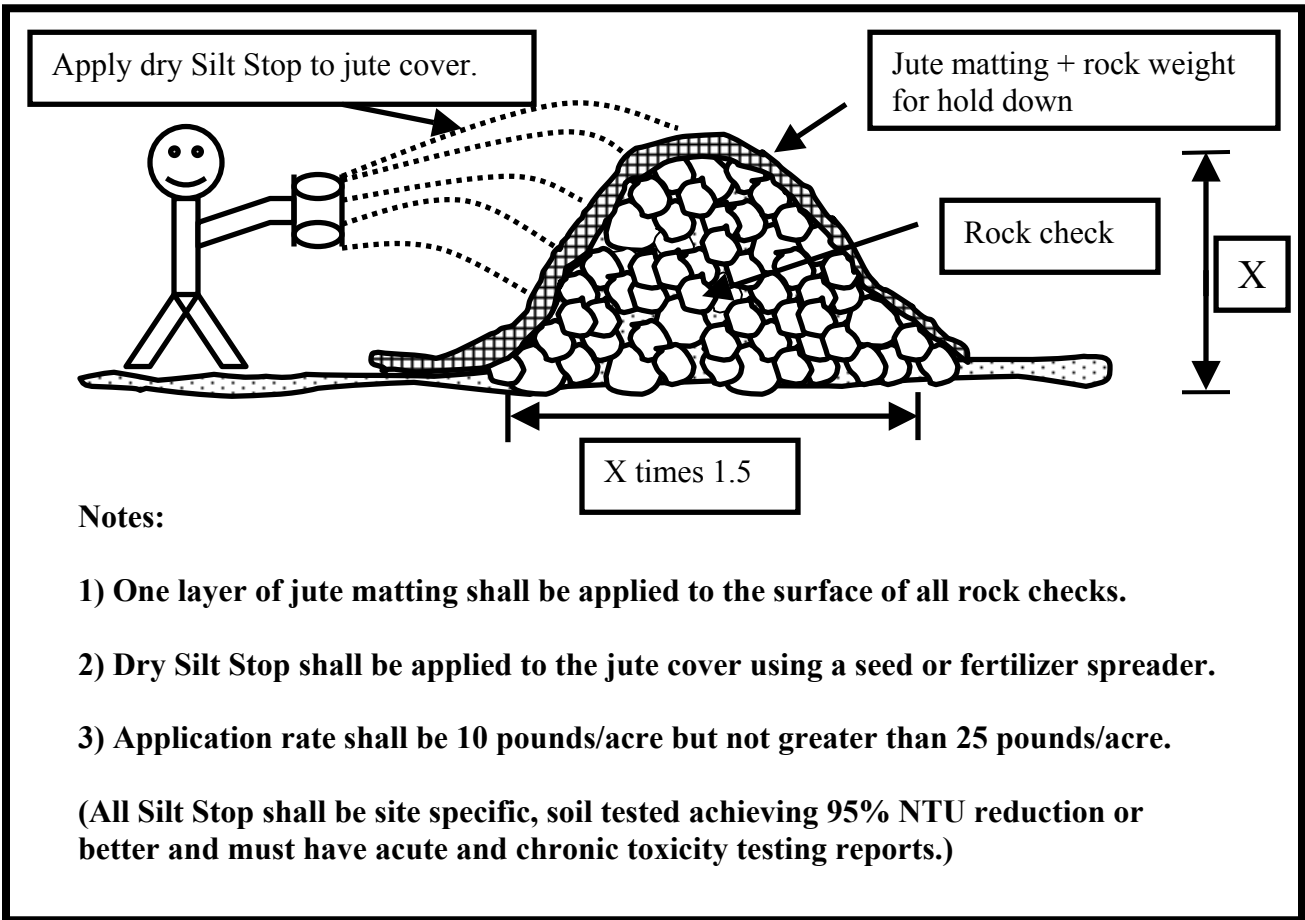 Apply dry Silt Stop to jute cover.
Jute matting + rock weight
for hold down
Rock check
X
X times 1.5
Notes:
1) One layer of jute matting shall be applied to the surface of all rock checks.
2) Dry Silt Stop shall be applied to the jute cover using a seed or fertilizer spreader.
3) Application rate shall be 10 pounds/acre but not greater than 25 pounds/acre.
(All Silt Stop shall be site specific, soil tested achieving 95% NTU reduction or
better and must have acute and chronic toxicity testing reports.)